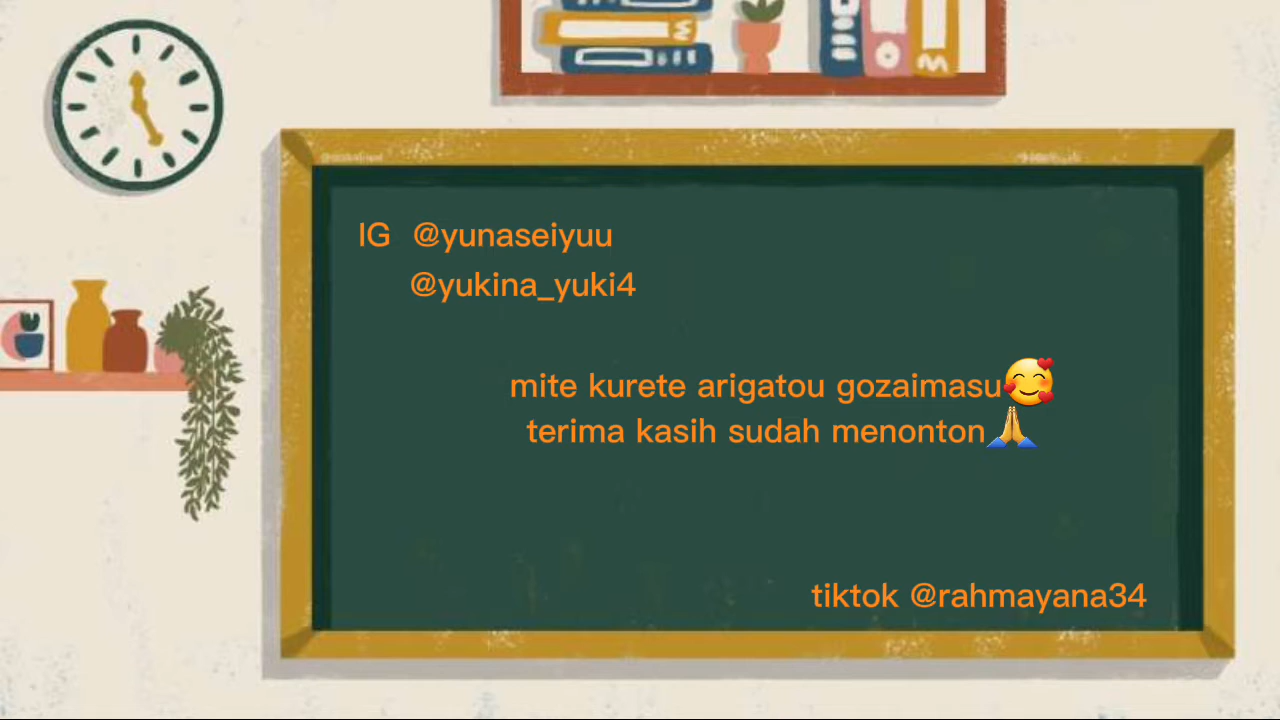 IG @yunaseiyuu
@yukina_yuki4
mite kurete arigatou gozaimasu🥰
terima kasih sudah menonton🙏
tiktok @rahmayana34